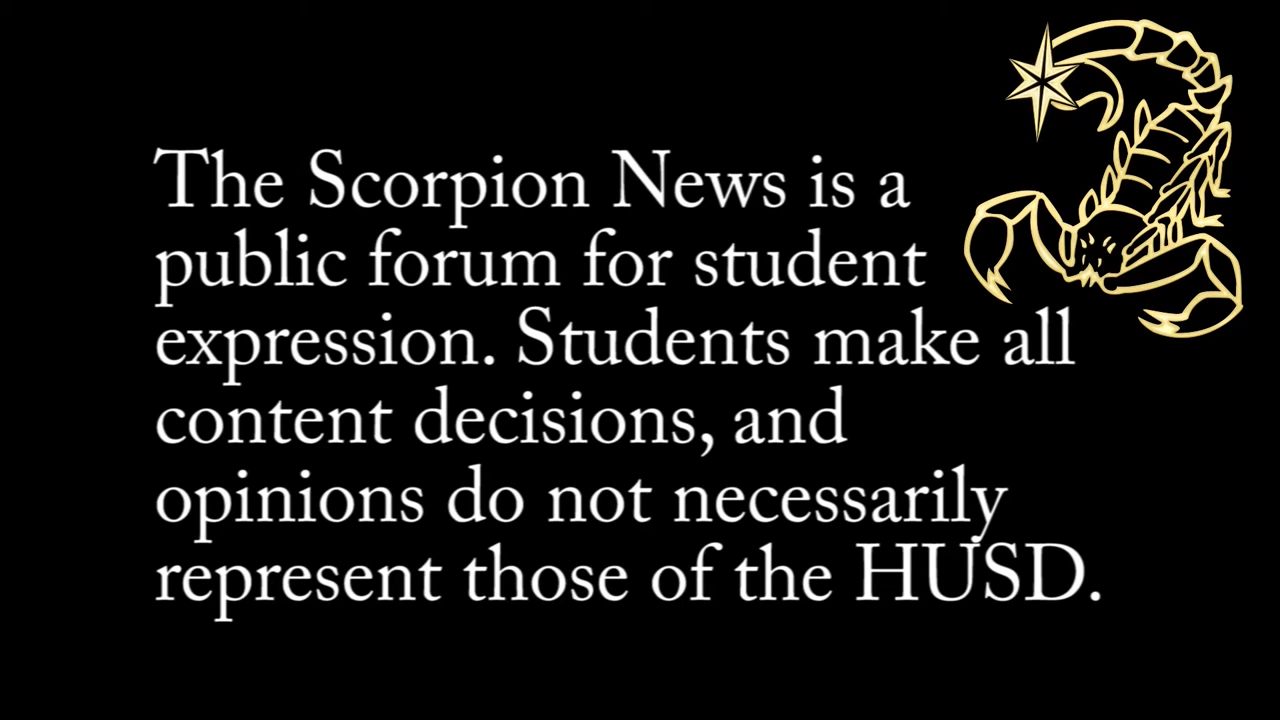 The Scorpion News is a
public forum for student
expression. Students make all
content decisions, and
opinions do not necessarily
represent those of the HUSD.